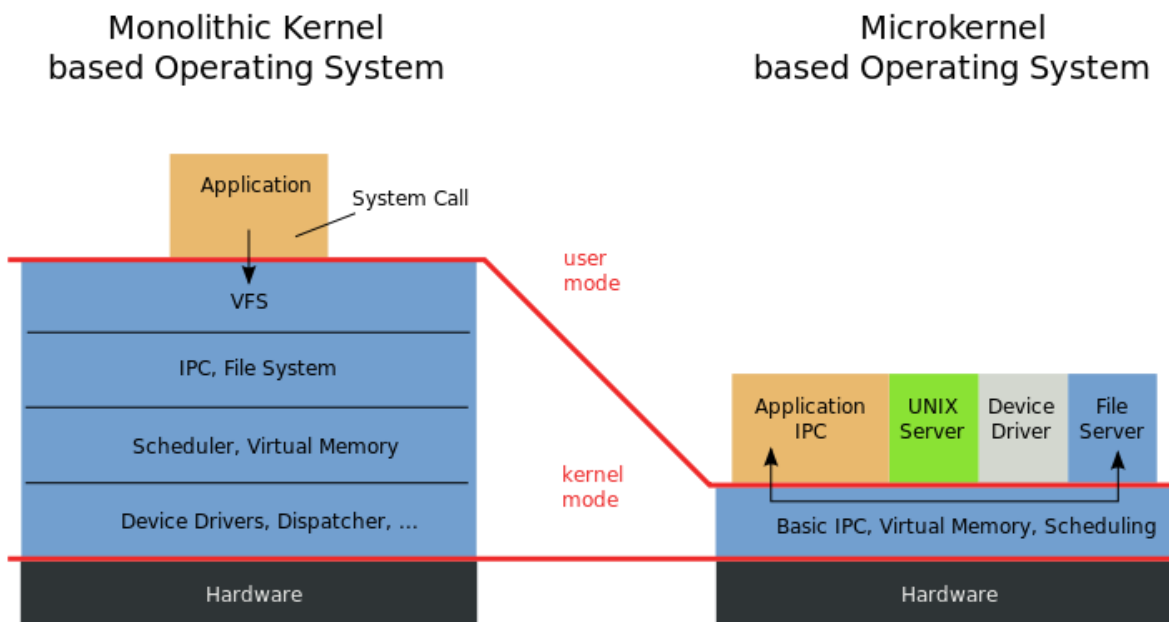 Monolithic Kernel
based Operating System
Microkernel
based Operating System
Application
System Call
user
mode
VFS
IPC, File System
Scheduler, Virtual Memory
Device Drivers, Dispatcher, ...
Hardware
kernel
mode
Application
IPC
UNIX
Server
Device
Driver
File
Server
Basic IPC, Virtual Memory, Scheduling
Hardware